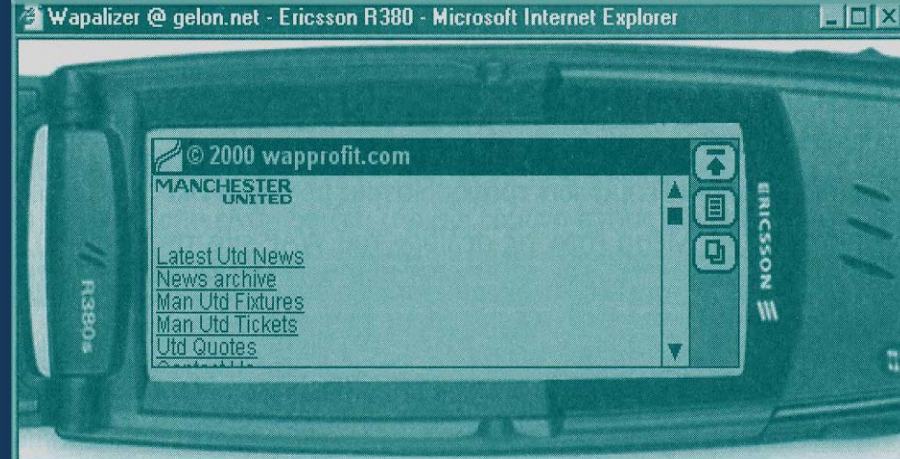 Wapalizer @ gelon.net - Ericsson R380 - Microsoft Internet Explorer
© 2000 wapprofit.com
MANCHESTER
UNITED
Latest Utd News
News archive
Man Utd Fixtures
Man Utd Tickets
Utd Quotes
ERICSSON
R380s